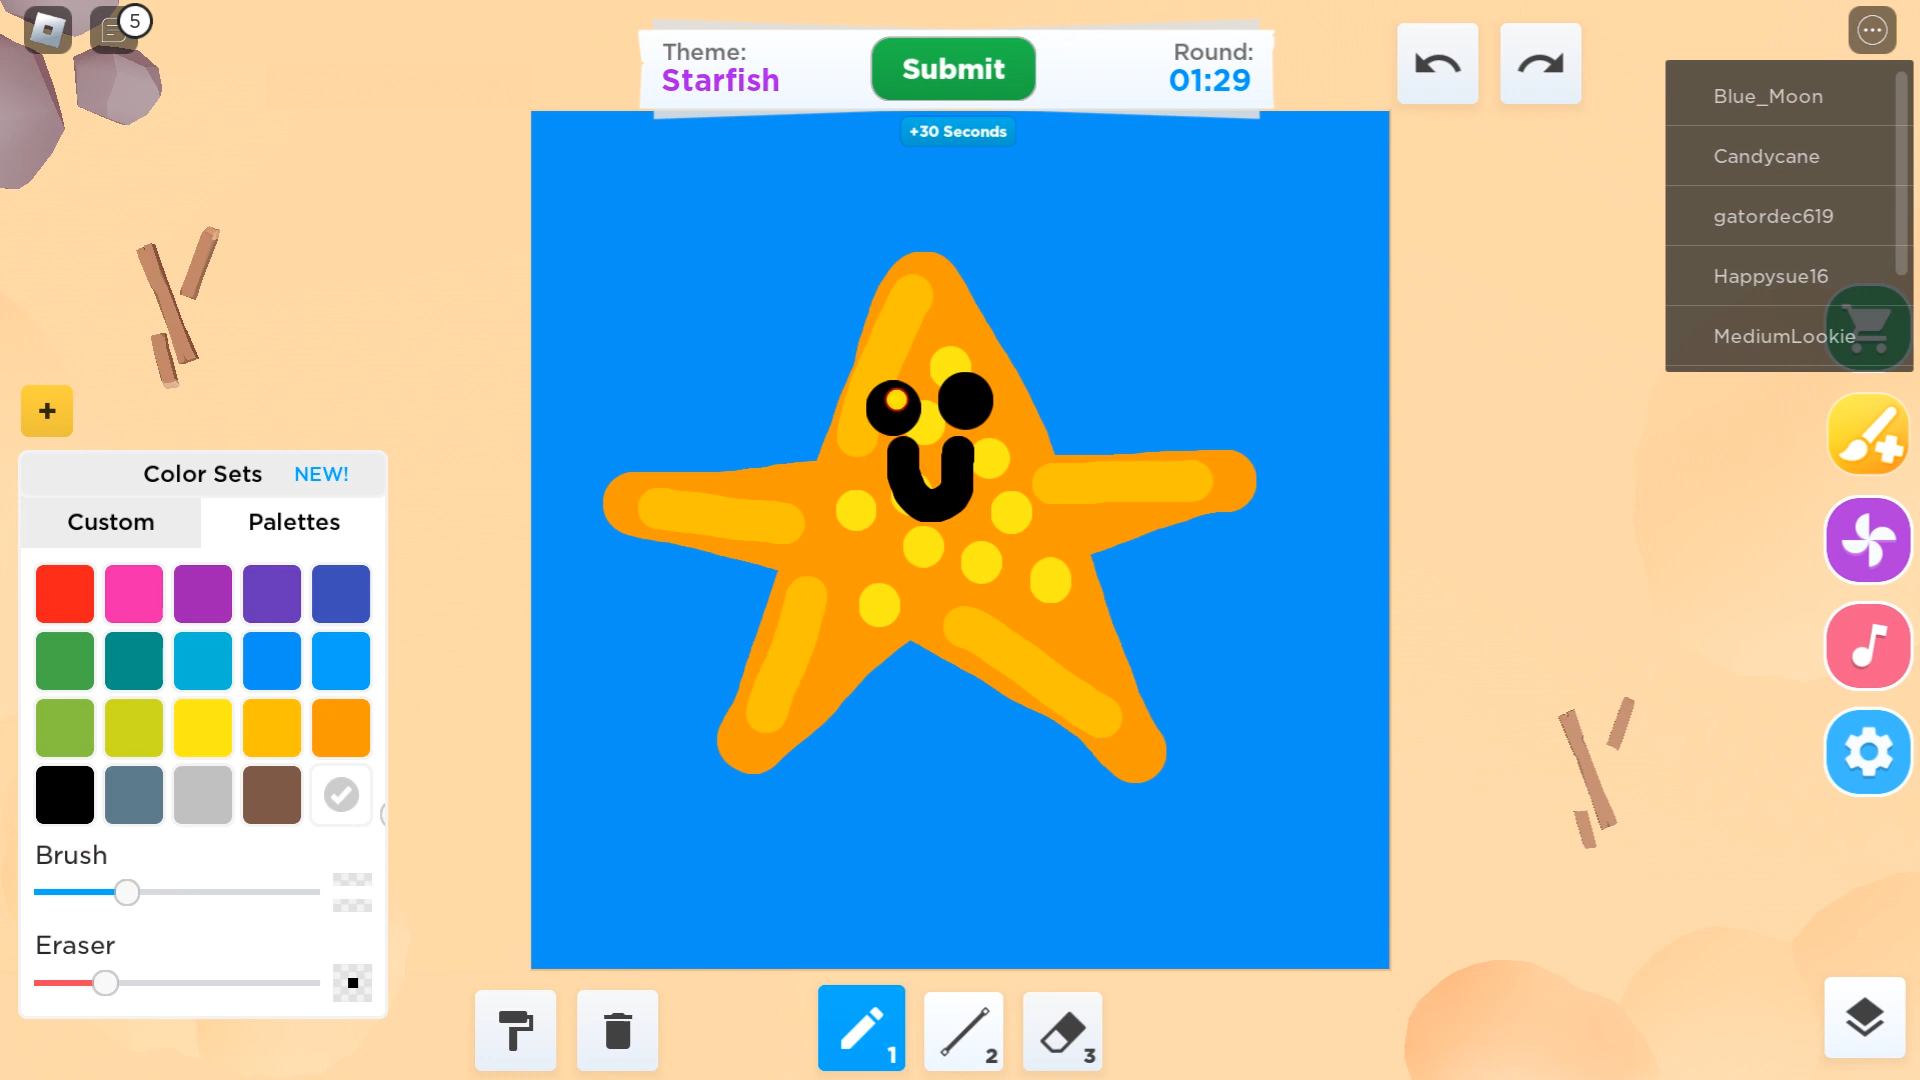 5
Theme:
Starfish
Submit
Round:
01:29
+30 Seconds
Blue_Moon
Candycane
gatordec619
Happysue16
MediumLookie
+
Color Sets NEW!
Custom
Palettes
Brush
Eraser
1
2
3